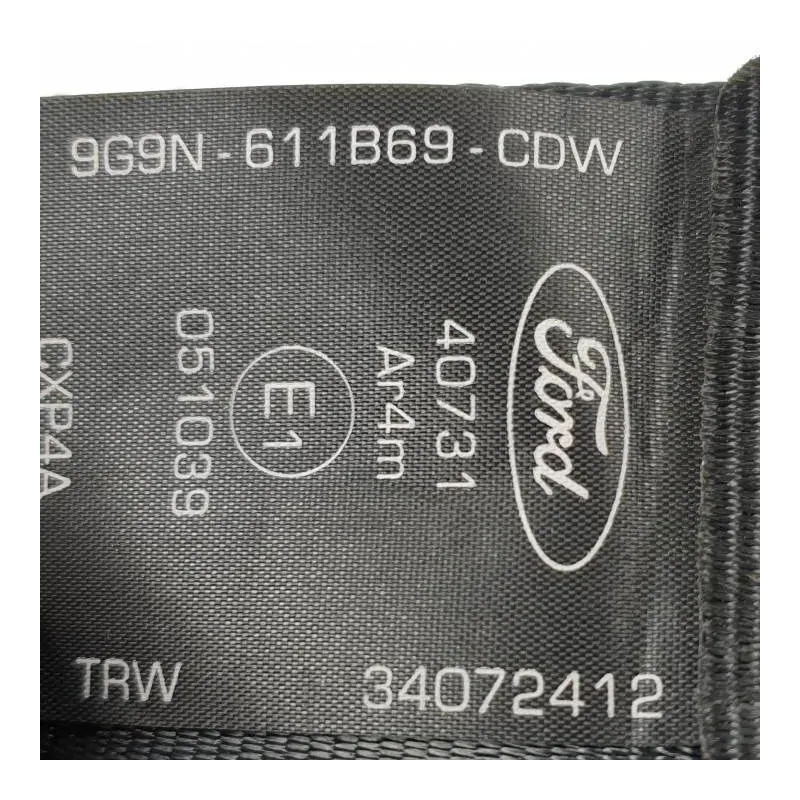 9G9N-611B69-CDW
Ford
40731
Ar4m
E1
051039
CXP4A
TRW
34072412